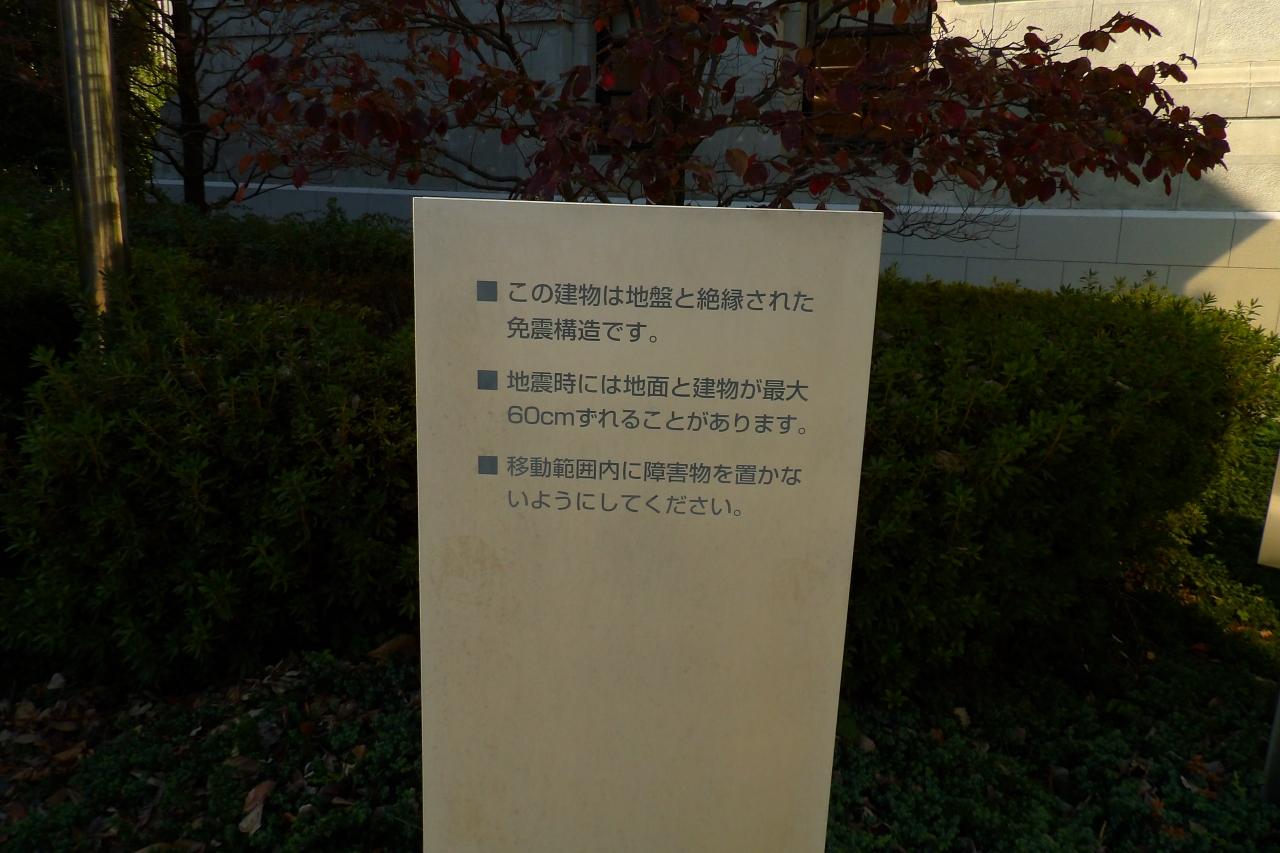 ■ この建物は地盤と絶縁された
免震構造です。
■ 地震時には地面と建物が最大
60cmずれることがあります。
■ 移動範囲内に障害物を置かな
いようにしてください。